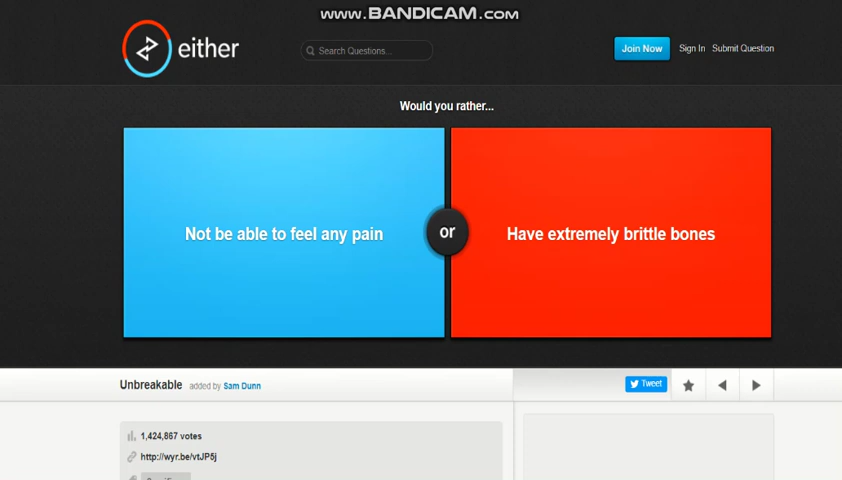 www.BANDICAM.com
either
Search Questions...
Join Now
Sign In
Submit Question
Would you rather...
Not be able to feel any pain
or
Have extremely brittle bones
Unbreakable added by Sam Dunn
Tweet
1,424,867 votes
http://wyr.be/vtJP5j